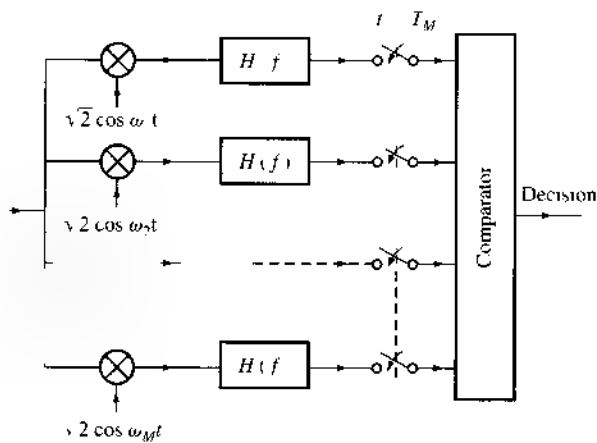 t T_M
H f
√2 cos ω t
H(f)
√2 cos ω₂t
Comparator
Decision
H(f
√2 cos ω_M t